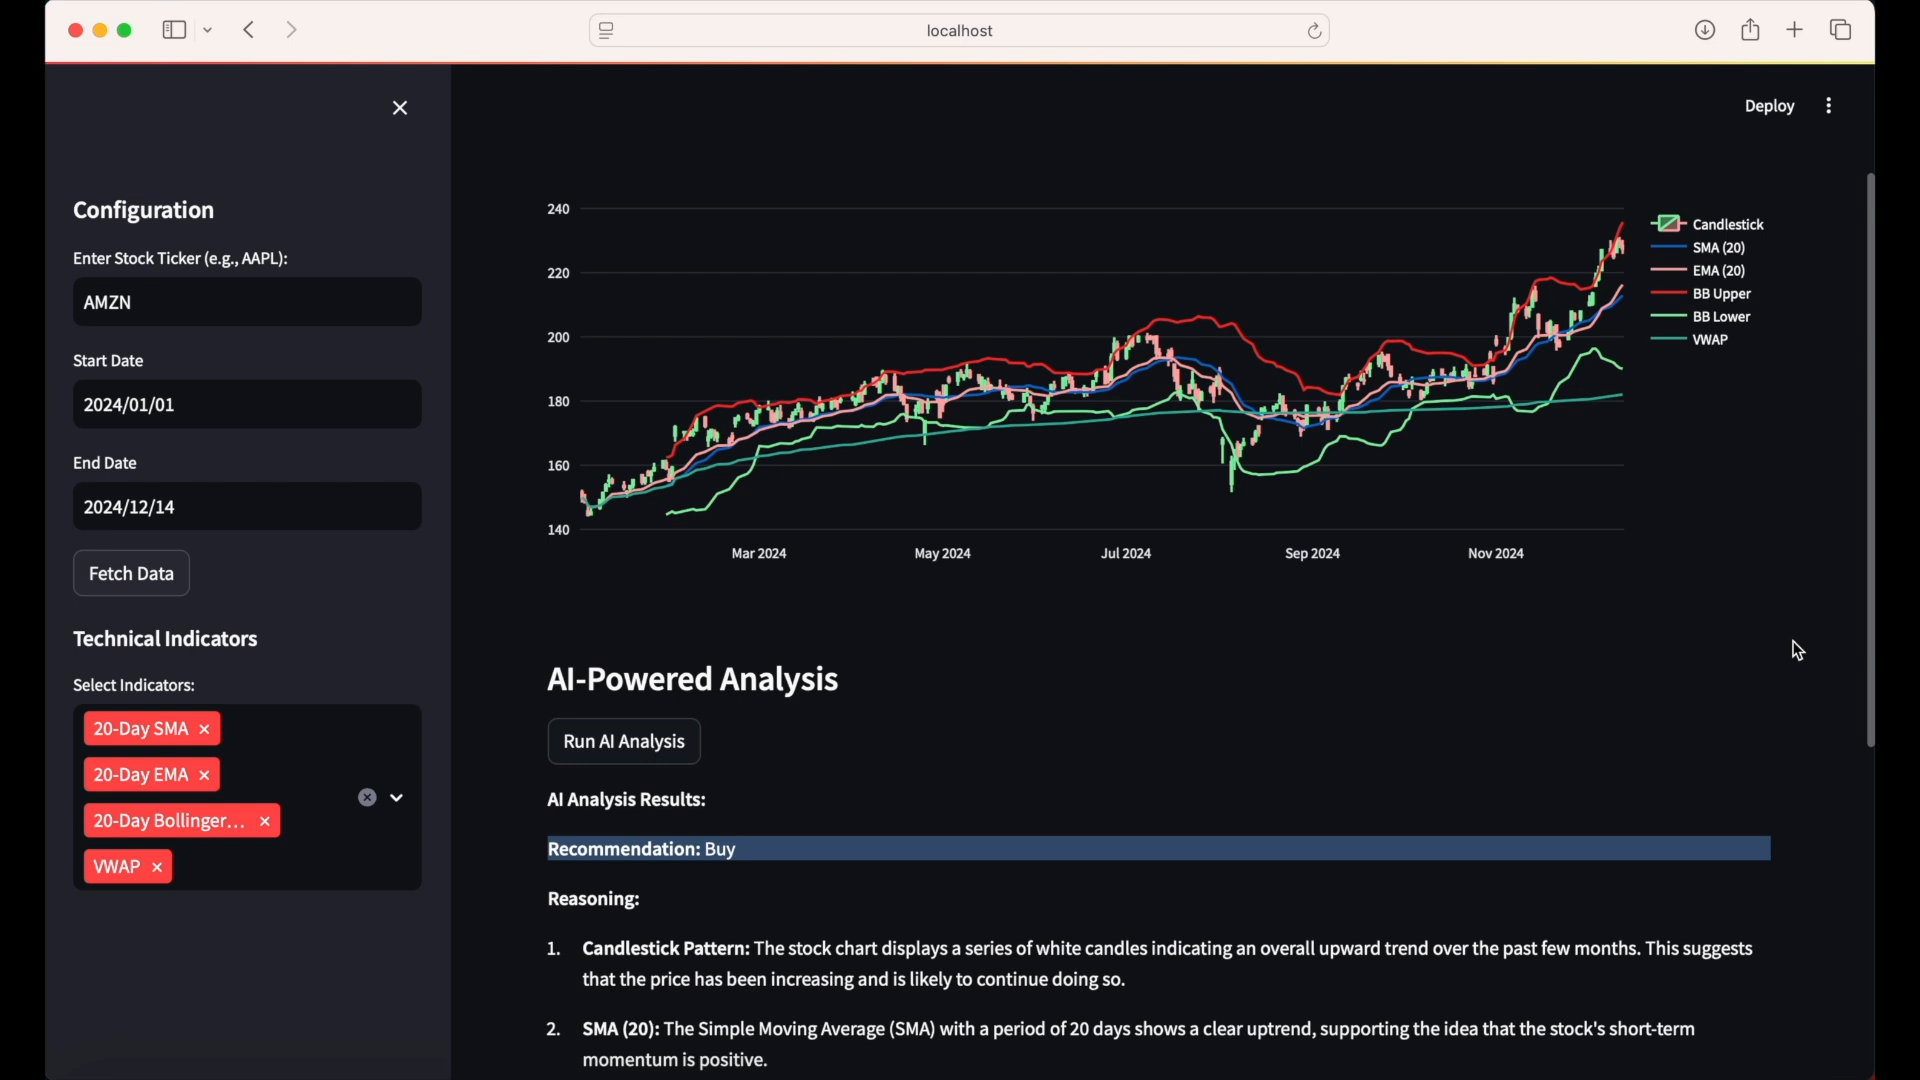 localhost
Deploy
Configuration
Enter Stock Ticker (e.g., AAPL):
AMZN
Start Date
2024/01/01
End Date
2024/12/14
Fetch Data
Technical Indicators
Select Indicators:
20-Day SMA
20-Day EMA
20-Day Bollinger...
VWAP
240
220
200
180
160
140
Mar 2024
May 2024
Jul 2024
Sep 2024
Nov 2024
Candlestick
SMA (20)
EMA (20)
BB Upper
BB Lower
VWAP
AI-Powered Analysis
Run AI Analysis
AI Analysis Results:
Recommendation: Buy
Reasoning:
1. Candlestick Pattern: The stock chart displays a series of white candles indicating an overall upward trend over the past few months. This suggests
that the price has been increasing and is likely to continue doing so.
2. SMA (20): The Simple Moving Average (SMA) with a period of 20 days shows a clear uptrend, supporting the idea that the stock's short-term
momentum is positive.